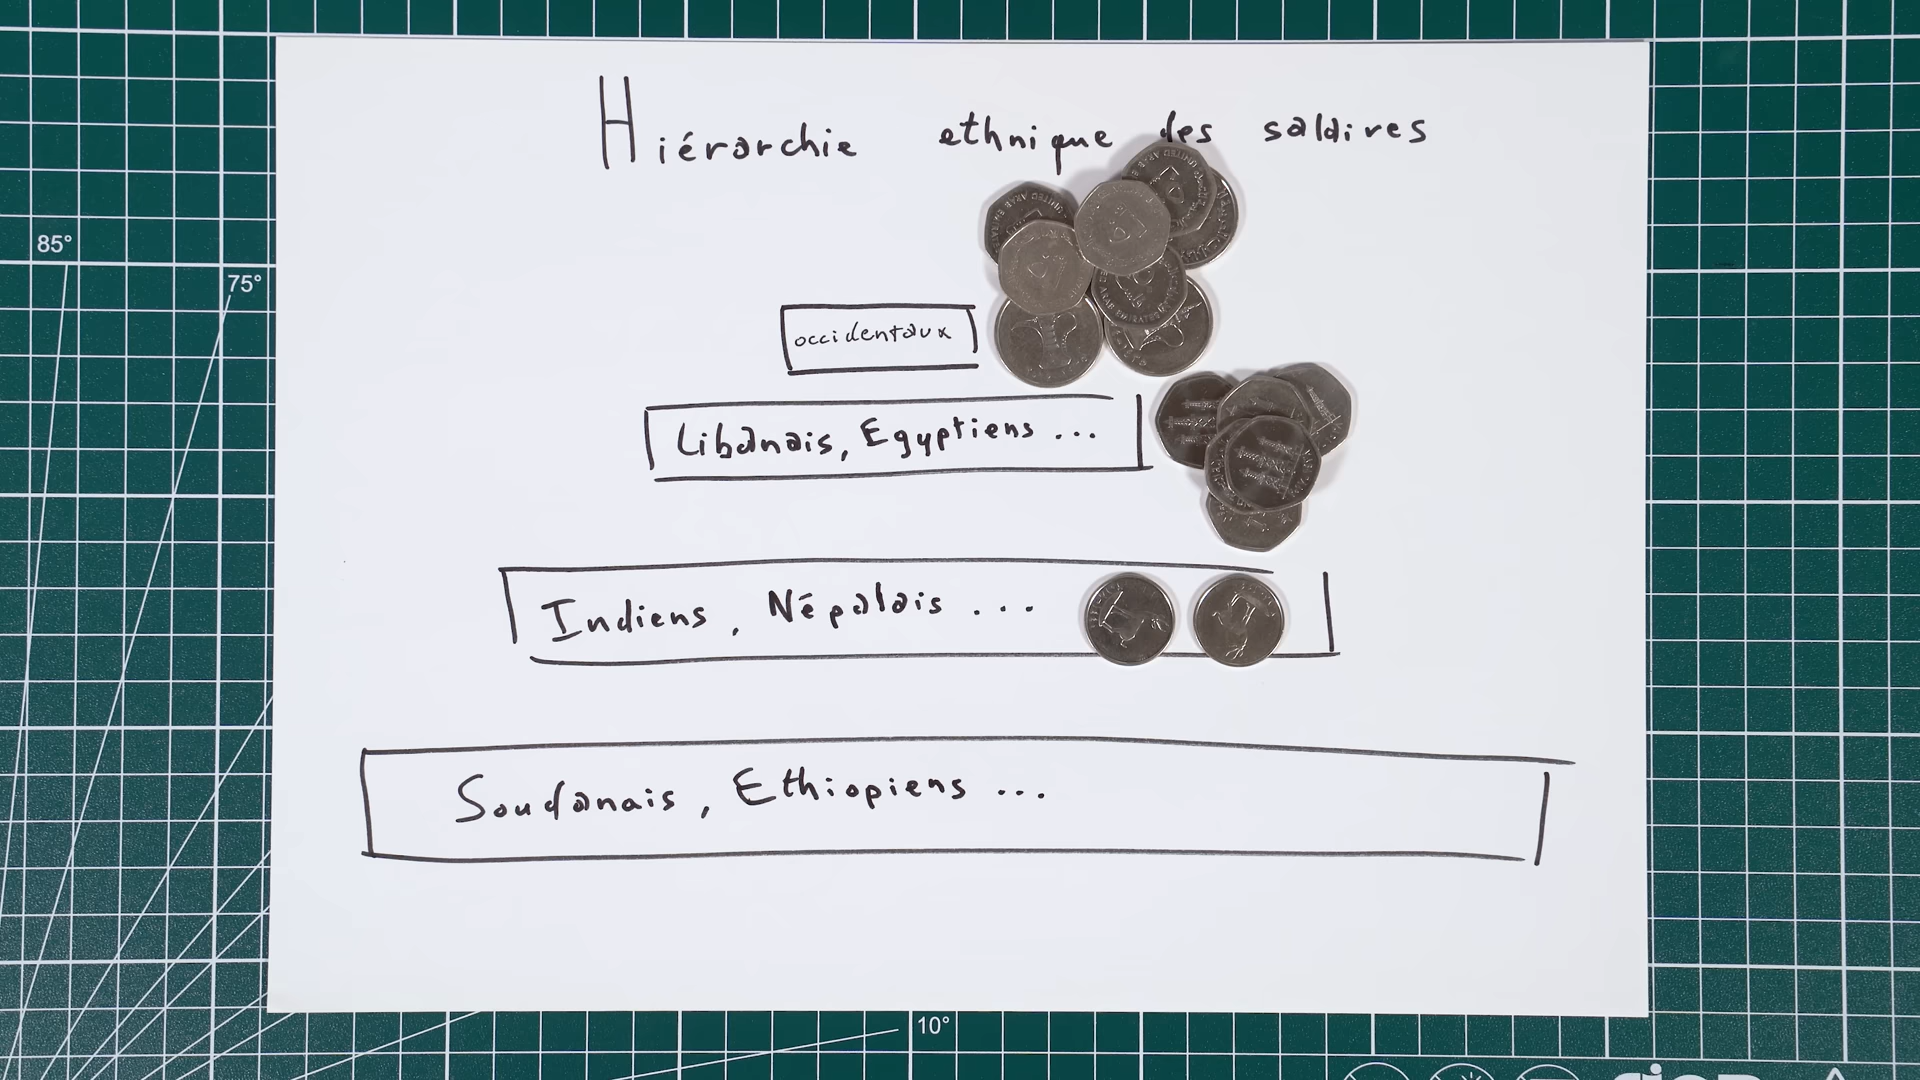 Hiérarchie ethnique des salaires
85°
75°
occidentaux
Libanais, Egyptiens ...
Indiens, Népalais ...
Soudanais, Ethiopiens ...
10°